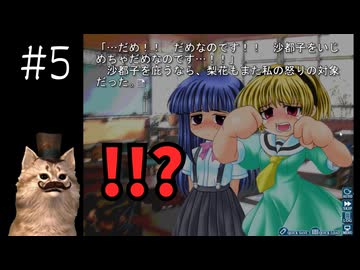 #5
「…だめ！！　だめなのです！！　沙都子をいじ
めちゃだめなのです…！！」
　沙都子を庇うなら、梨花もまた私の怒りの対象
だった。
!!?
SKIP